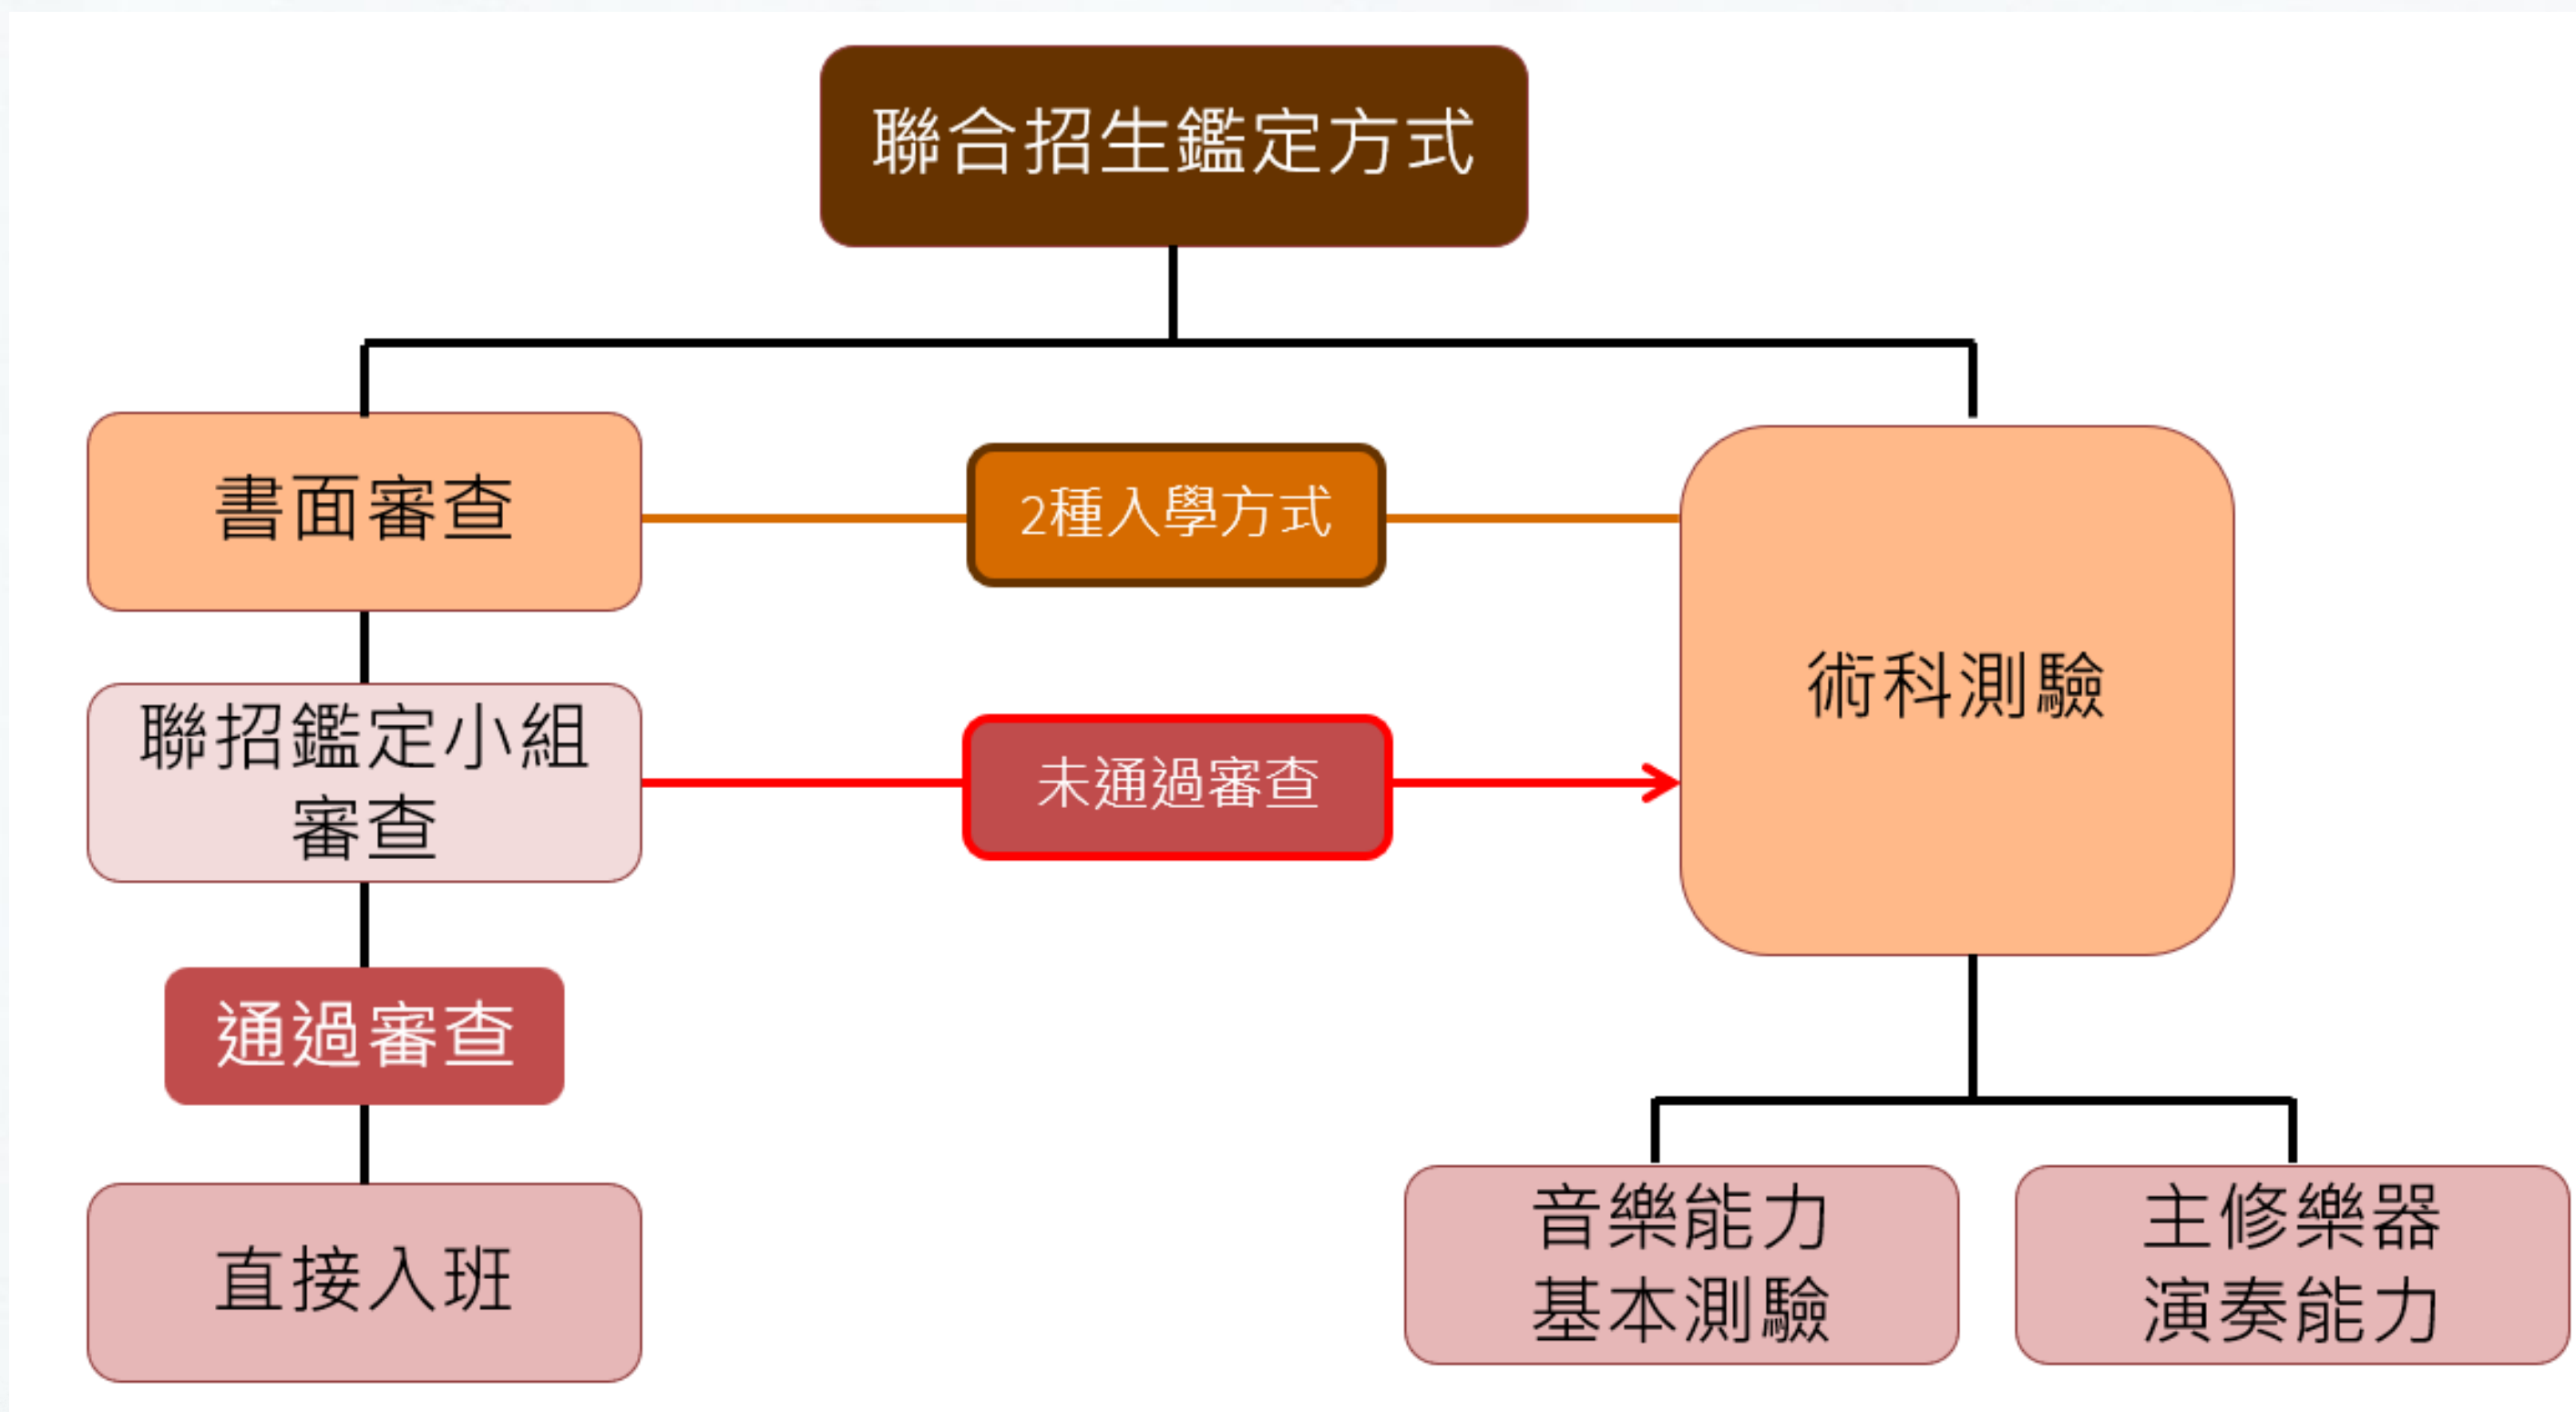 聯合招生鑑定方式
書面審查
2種入學方式
術科測驗
聯招鑑定小組
審查
未通過審查
通過審查
直接入班
音樂能力
基本測驗
主修樂器
演奏能力